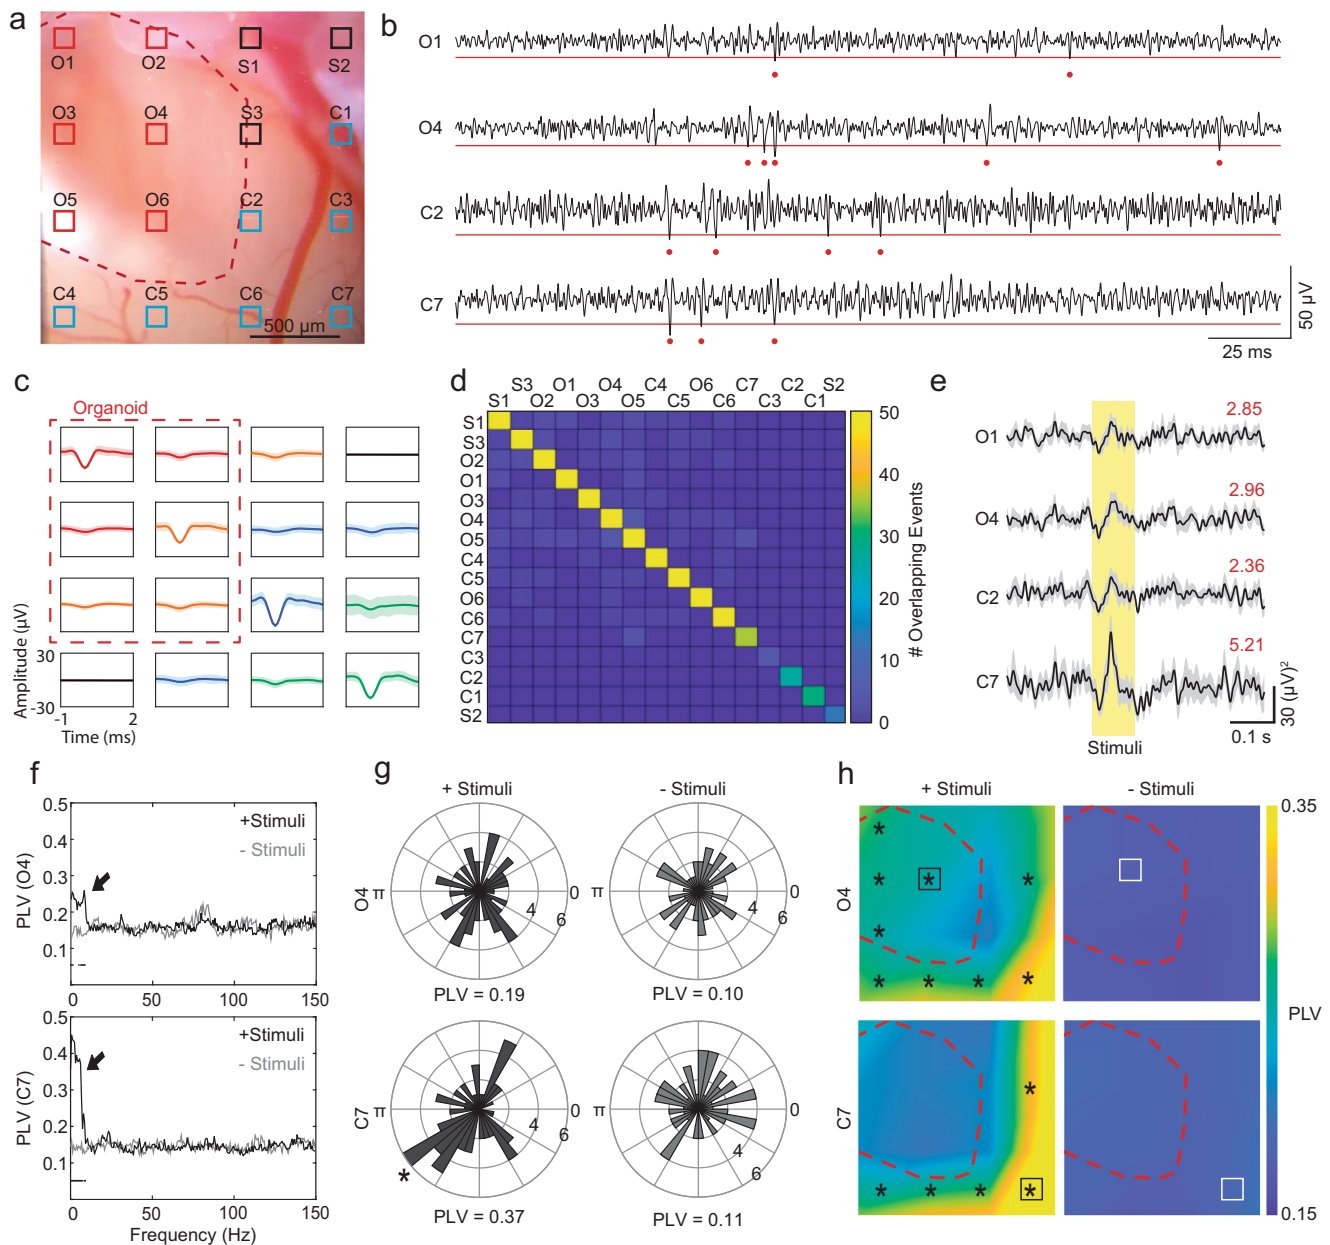 a
O1 O2 S1 S2
O3 O4 S3 C1
O5 O6 C2 C3
C4 C5 C6 C7
500 µm
b
O1
O4
C2
C7
50 µV
25 ms
c
Organoid
Amplitude (µV)
30
-30
-1 2
Time (ms)
d
S3 O1 O4 C4 O6 C7 C2 S2
S1 O2 O3 O5 C5 C6 C3 C1
S1
S3
O2
O1
O3
O4
O5
C4
C5
O6
C6
C7
C3
C2
C1
S2
50
40
30
20
10
0
# Overlapping Events
e
2.85
O1
2.96
O4
2.36
C2
5.21
C7
30 (µV)²
0.1 s
Stimuli
f
0.5
0.4
0.3
0.2
0.1
PLV (O4)
+Stimuli
- Stimuli
0 50 100 150
0.5
0.4
0.3
0.2
0.1
PLV (C7)
+Stimuli
- Stimuli
0 50 100 150
Frequency (Hz)
g
+ Stimuli - Stimuli
O4 π 0 4 6 π 0 4 6
PLV = 0.19 PLV = 0.10
C7 π 0 4 6 π 0 4 6
*
PLV = 0.37 PLV = 0.11
h
+ Stimuli - Stimuli
O4
* * * * * * * * *
C7
* * * * *
0.35
PLV
0.15